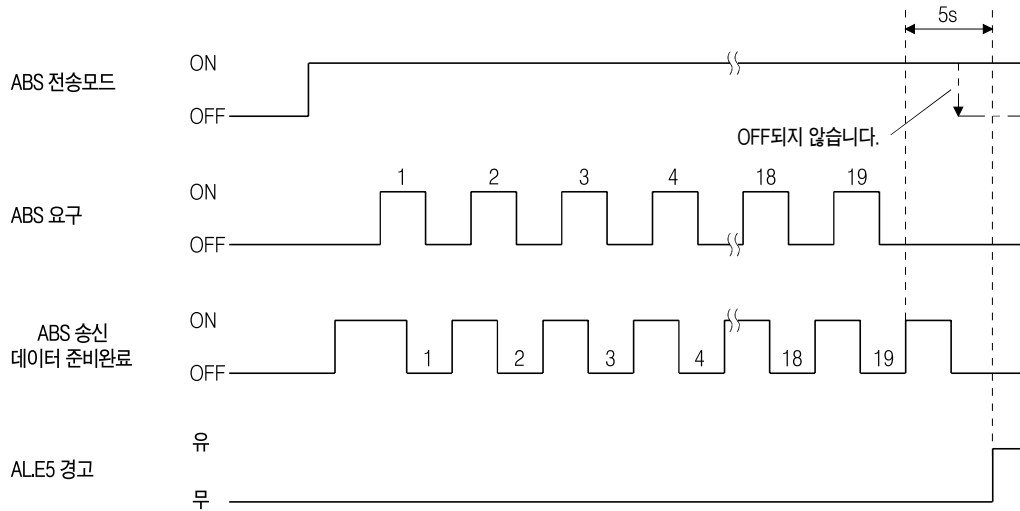 5s
ABS 전송모드
ON
OFF
OFF되지 않습니다.
ABS 요구
ON
OFF
1 2 3 4 18 19
ABS 송신
데이터 준비완료
ON
OFF
1 2 3 4 18 19
AL.E5 경고
유
무